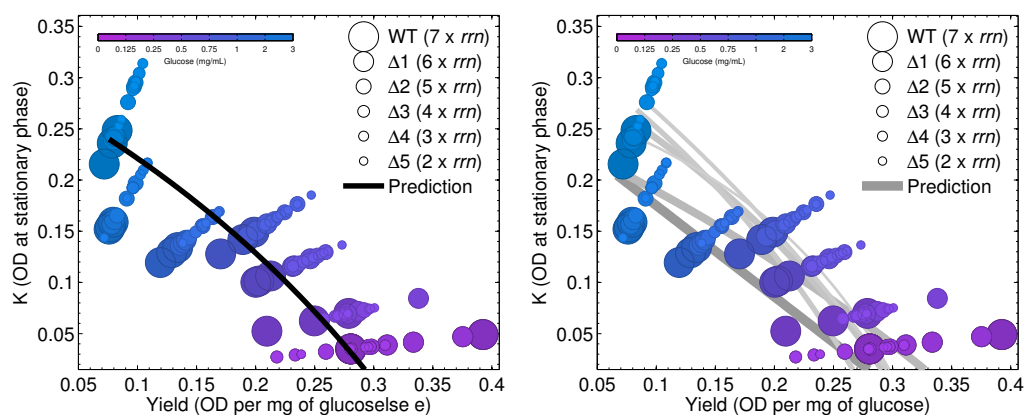 0 0.125 0.25 0.5 0.75 1 2 3
Glucose (mg/mL)
WT (7 x rrn)
Δ1 (6 x rrn)
Δ2 (5 x rrn)
Δ3 (4 x rrn)
Δ4 (3 x rrn)
Δ5 (2 x rrn)
Prediction
K (OD at stationary phase)
0.35
0.3
0.25
0.2
0.15
0.1
0.05
0.05 0.1 0.15 0.2 0.25 0.3 0.35 0.4
Yield (OD per mg of glucoselse e)
0 0.125 0.25 0.5 0.75 1 2 3
Glucose (mg/mL)
WT (7 x rrn)
Δ1 (6 x rrn)
Δ2 (5 x rrn)
Δ3 (4 x rrn)
Δ4 (3 x rrn)
Δ5 (2 x rrn)
Prediction
K (OD at stationary phase)
0.35
0.3
0.25
0.2
0.15
0.1
0.05
0.05 0.1 0.15 0.2 0.25 0.3 0.35 0.4
Yield (OD per mg of glucose)